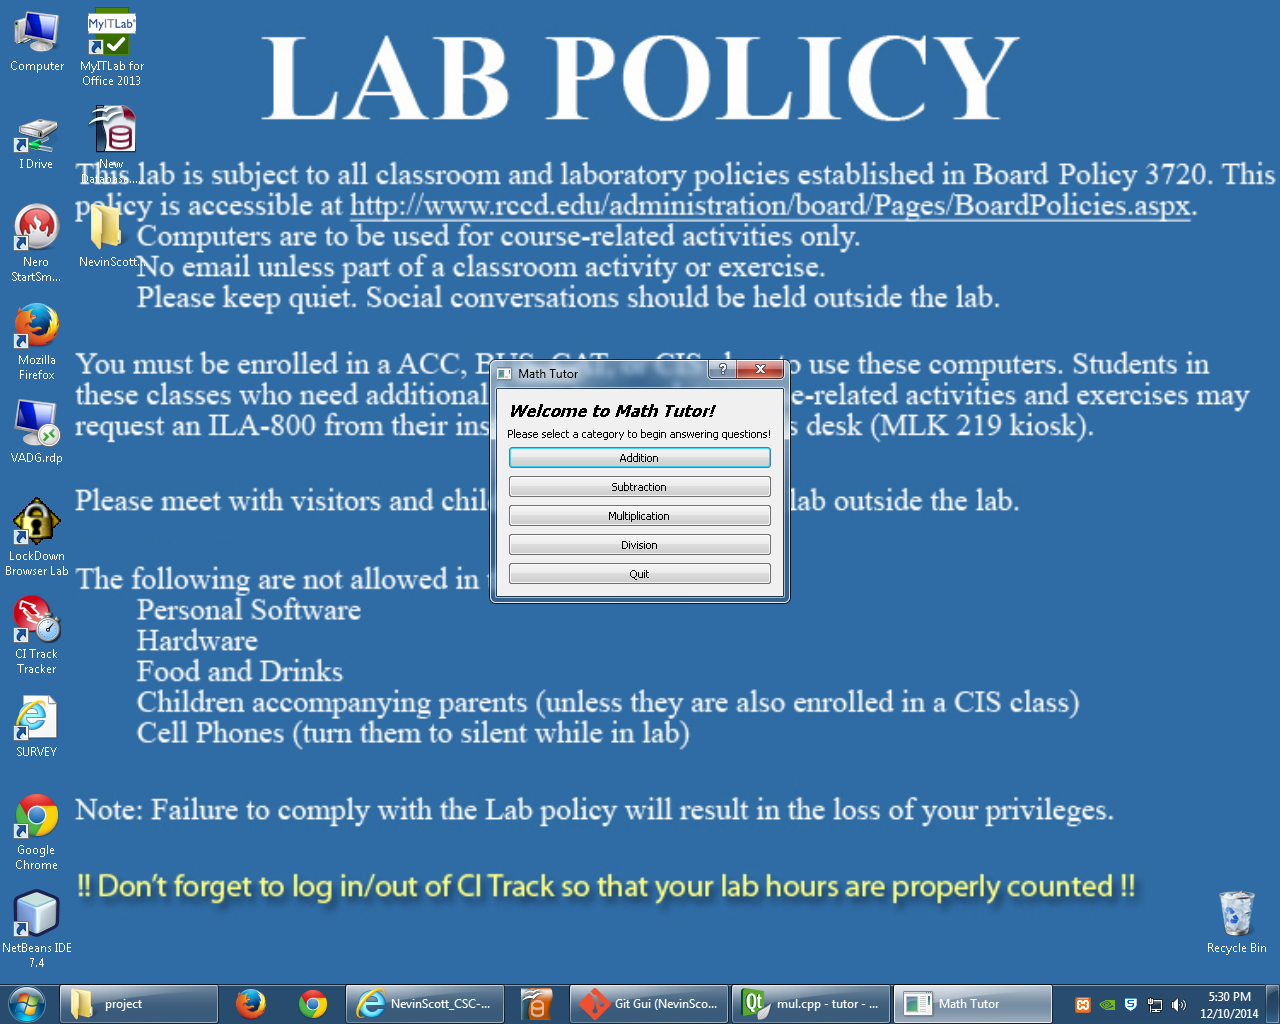 LAB POLICY
This lab is subject to all classroom and laboratory policies established in Board Policy 3720. This
policy is accessible at http://www.rccd.edu/administration/board/Pages/BoardPolicies.aspx.
Computers are to be used for course-related activities only.
No email unless part of a classroom activity or exercise.
Please keep quiet. Social conversations should be held outside the lab.
You must be enrolled in a ACC, BUS, CAT, or CIS to use these computers. Students in
these classes who need additional e-related activities and exercises may
request an ILA-800 from their ins s desk (MLK 219 kiosk).
Please meet with visitors and chil lab outside the lab.
The following are not allowed in
Personal Software
Hardware
Food and Drinks
Children accompanying parents (unless they are also enrolled in a CIS class)
Cell Phones (turn them to silent while in lab)
Note: Failure to comply with the Lab policy will result in the loss of your privileges.
!! Don't forget to log in/out of CI Track so that your lab hours are properly counted !!
Computer
I Drive
Nero
StartSm...
Mozilla
Firefox
VADG.rdp
LockDown
Browser Lab
CI Track
Tracker
SURVEY
Google
Chrome
NetBeans IDE
7.4
MyITLab
MyITLab for
Office 2013
New
Database....
NevinScott...
Math Tutor
?
Welcome to Math Tutor!
Please select a category to begin answering questions!
Addition
Subtraction
Multiplication
Division
Quit
Recycle Bin
project
NevinScott_CSC-...
Git Gui (NevinSco...
Qt
mul.cpp - tutor - ...
Math Tutor
5:30 PM
12/10/2014